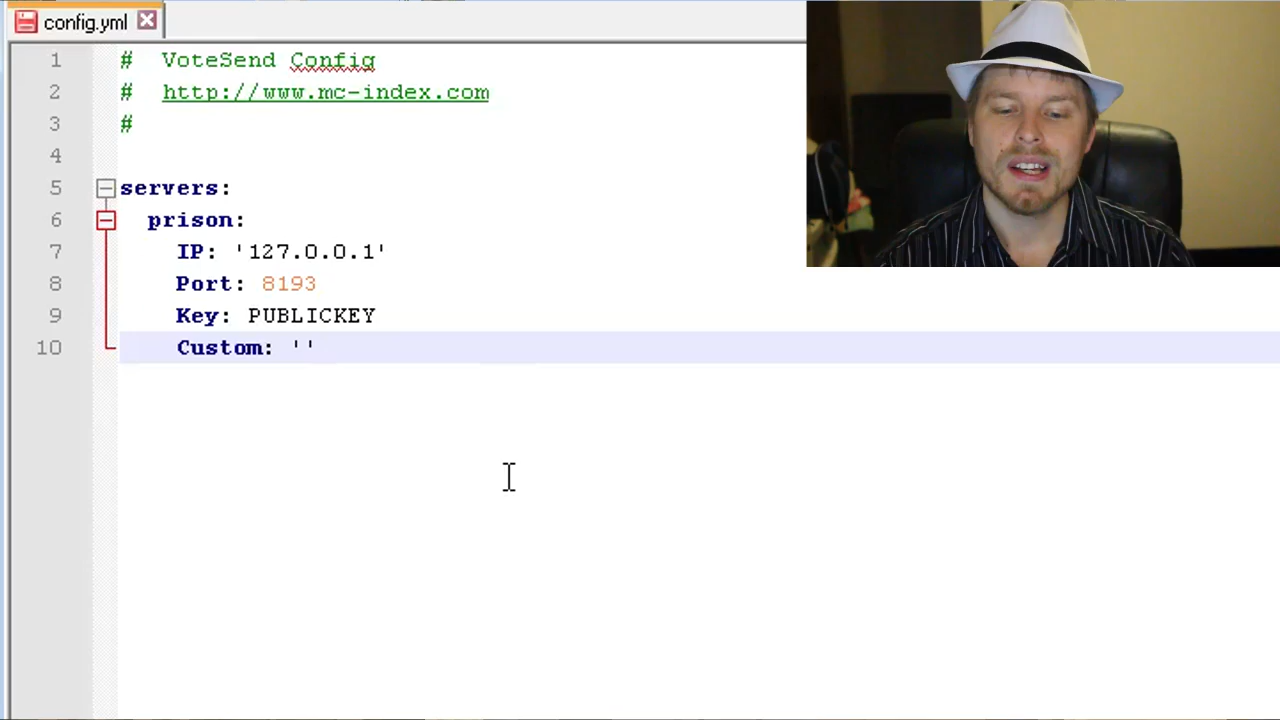 config.yml
1 # VoteSend Config
2 # http://www.mc-index.com
3 #
4
5 servers:
6 prison:
7 IP: '127.0.0.1'
8 Port: 8193
9 Key: PUBLICKEY
10 Custom: ''